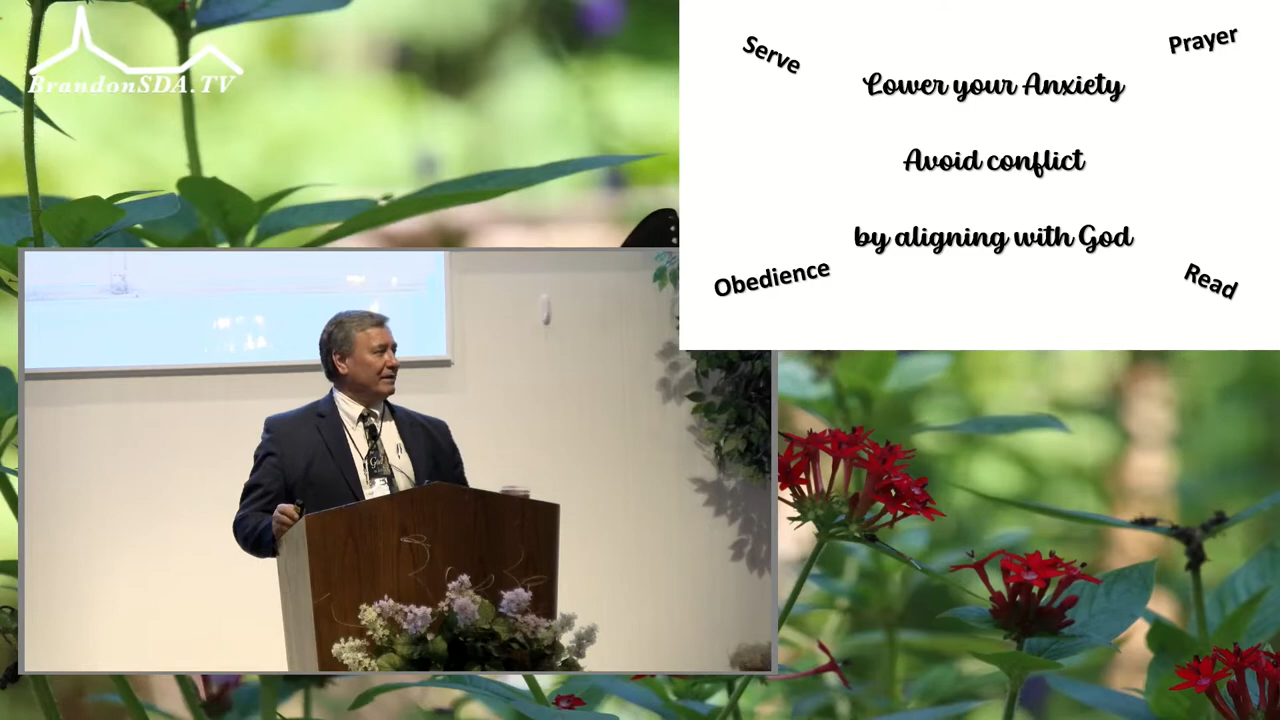 BrandonSDA.TV
Serve
Prayer
Lower your Anxiety
Avoid conflict
by aligning with God
Obedience
Read